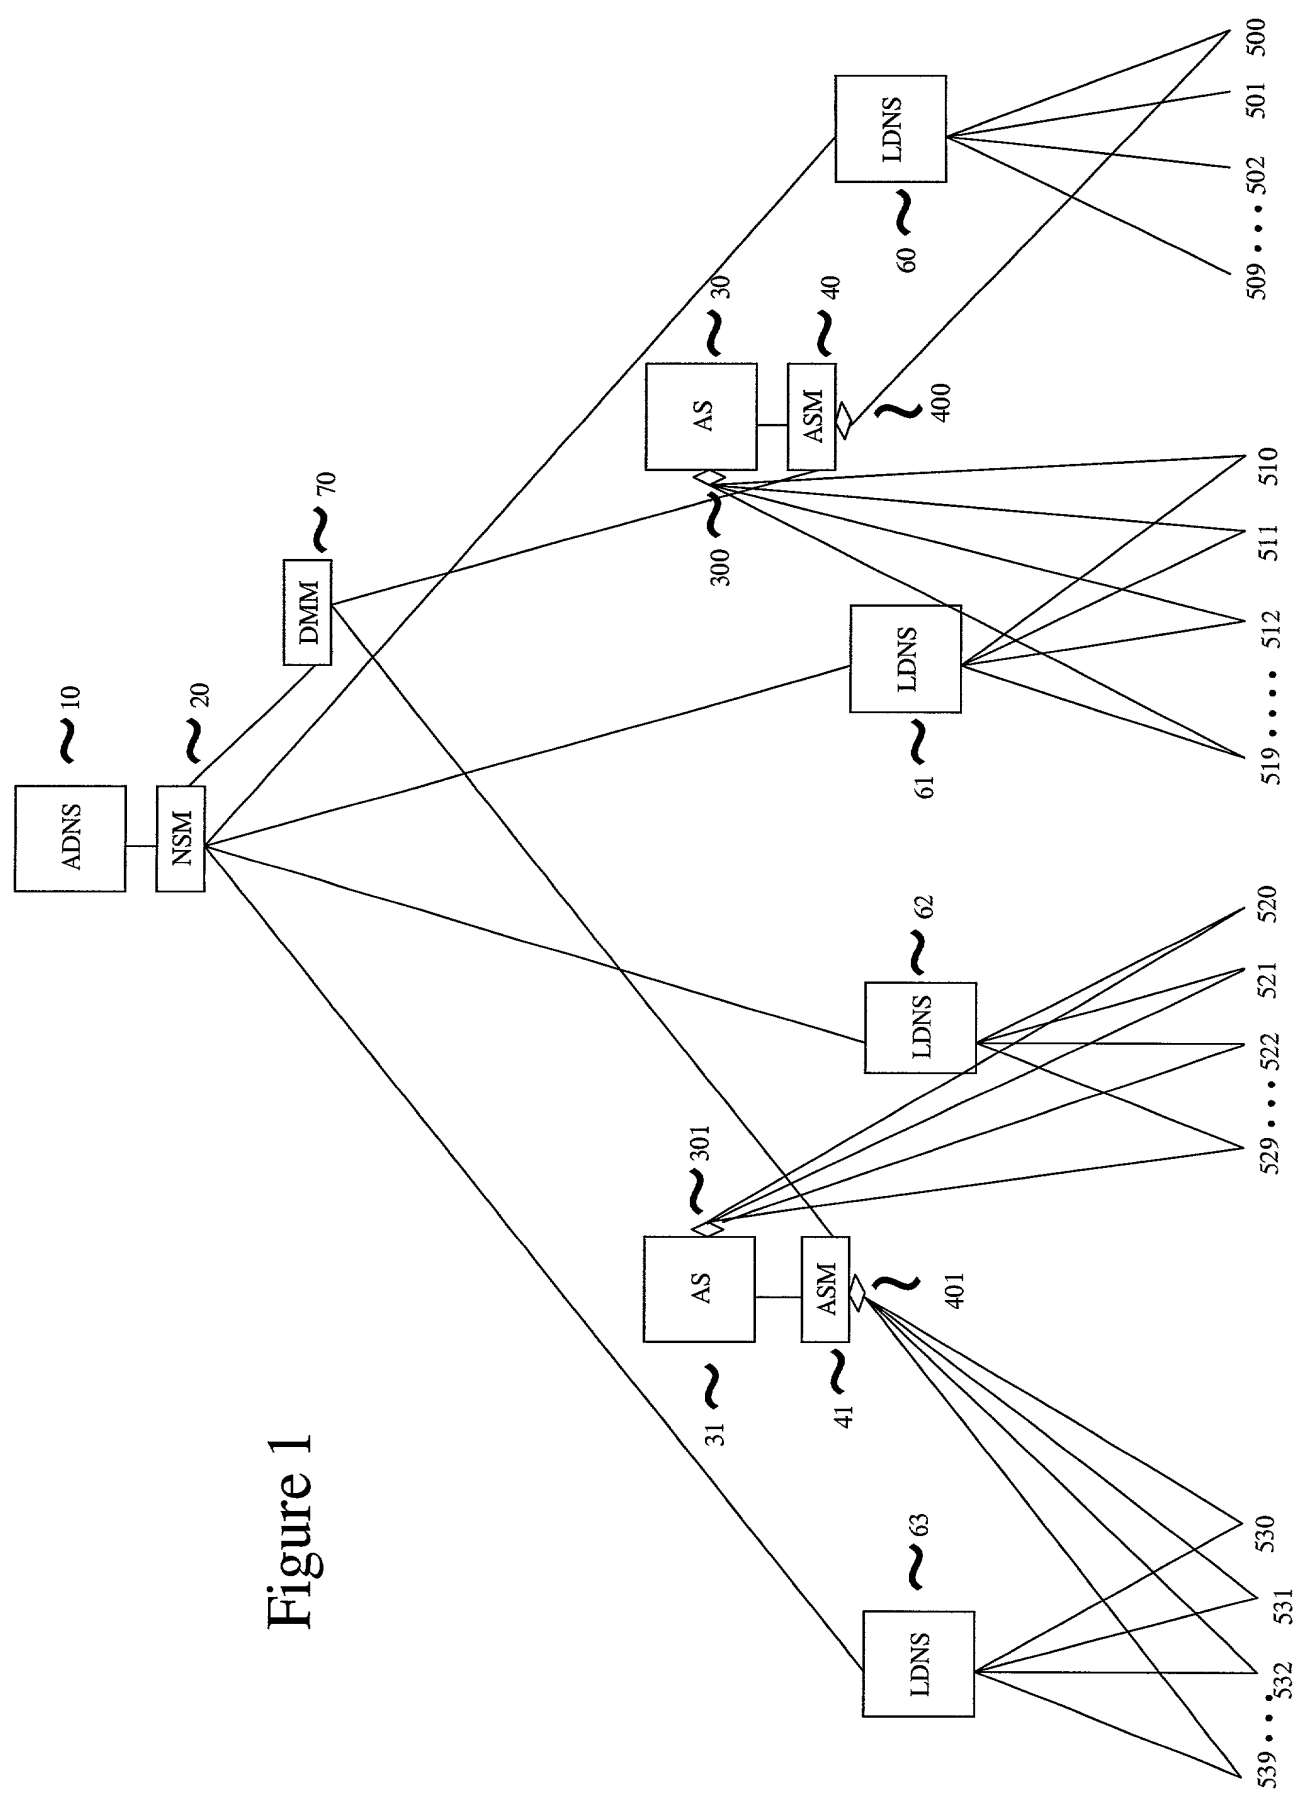 Figure 1
ADNS
10
NSM
20
DMM
70
AS
31
301
AS
30
300
ASM
41
401
ASM
40
400
LDNS
63
LDNS
62
LDNS
61
LDNS
60
539 • • • 532 531 530
529 • • • 522 521 520
519 • • • • • 512 511 510
509 • • • • 502 501 500